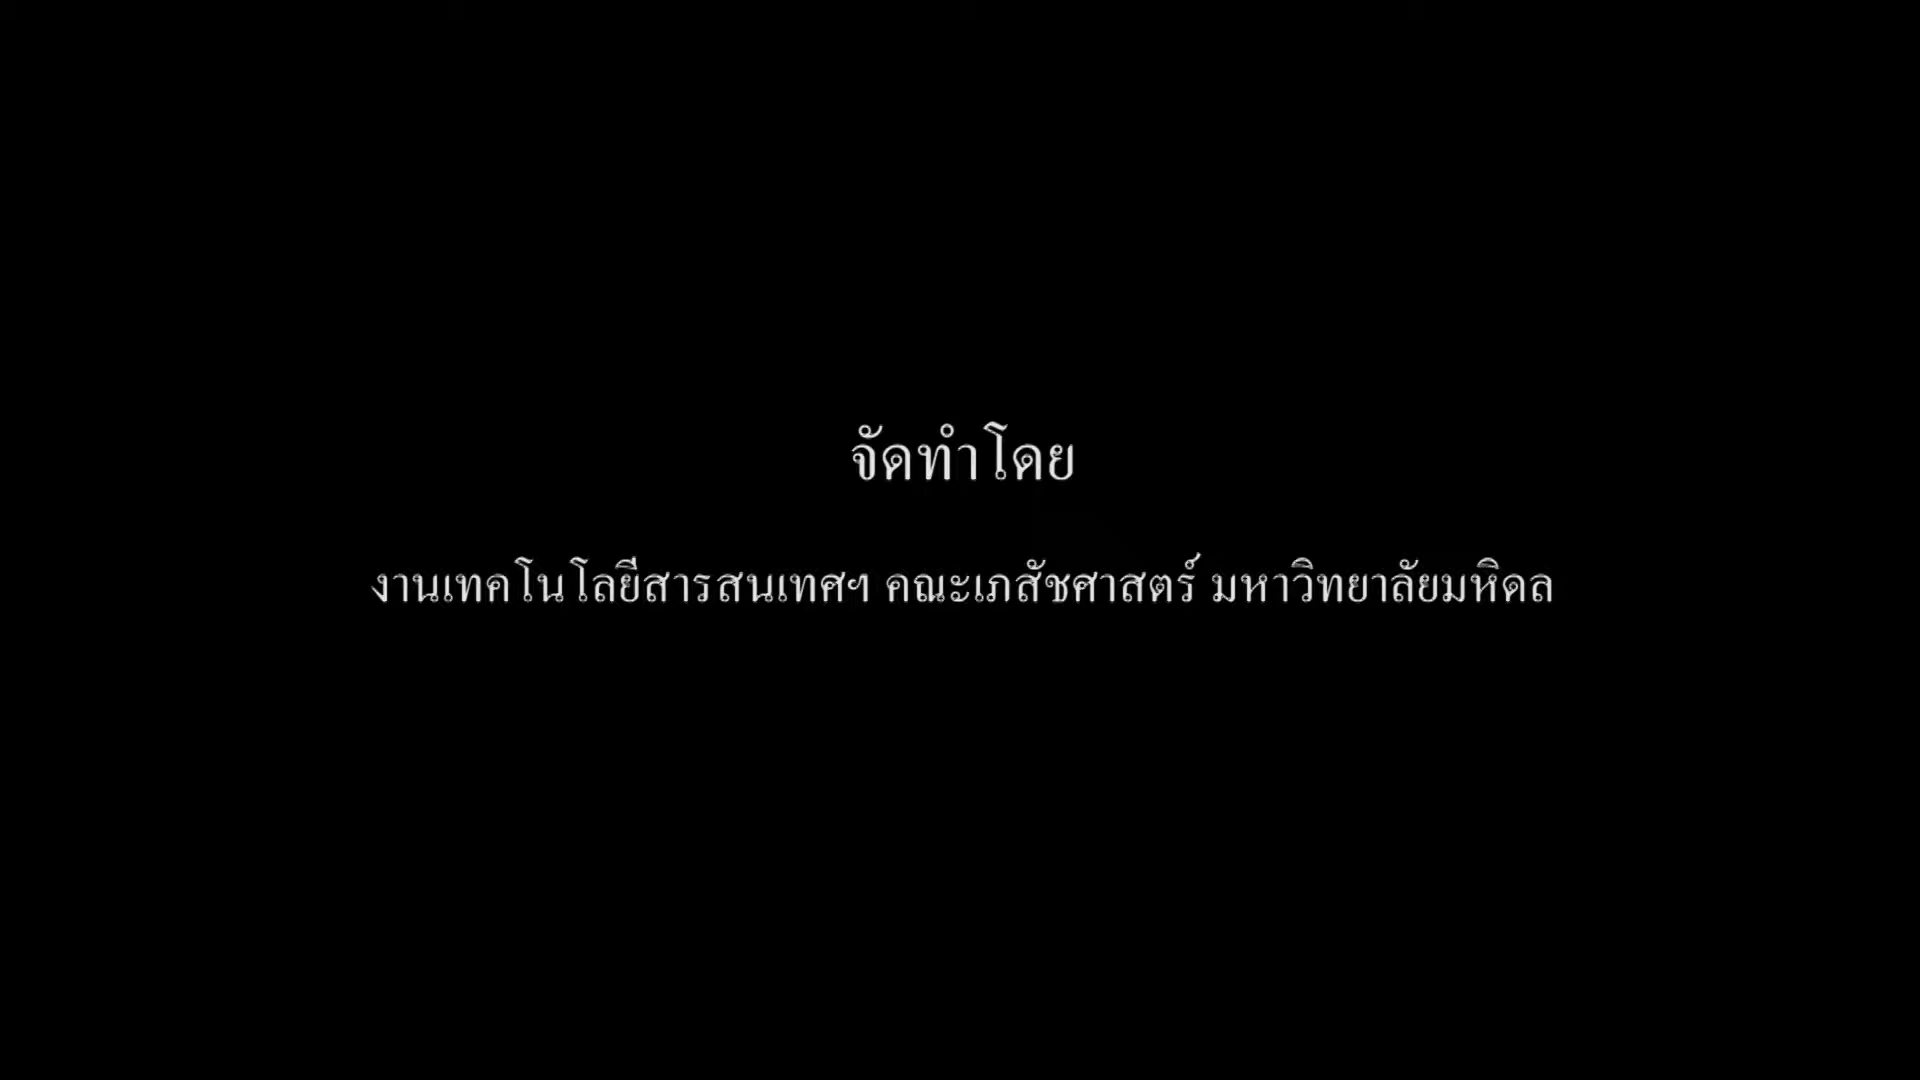 จัดทำโดย
งานเทคโนโลยีสารสนเทศฯ คณะเภสัชศาสตร์ มหาวิทยาลัยมหิดล